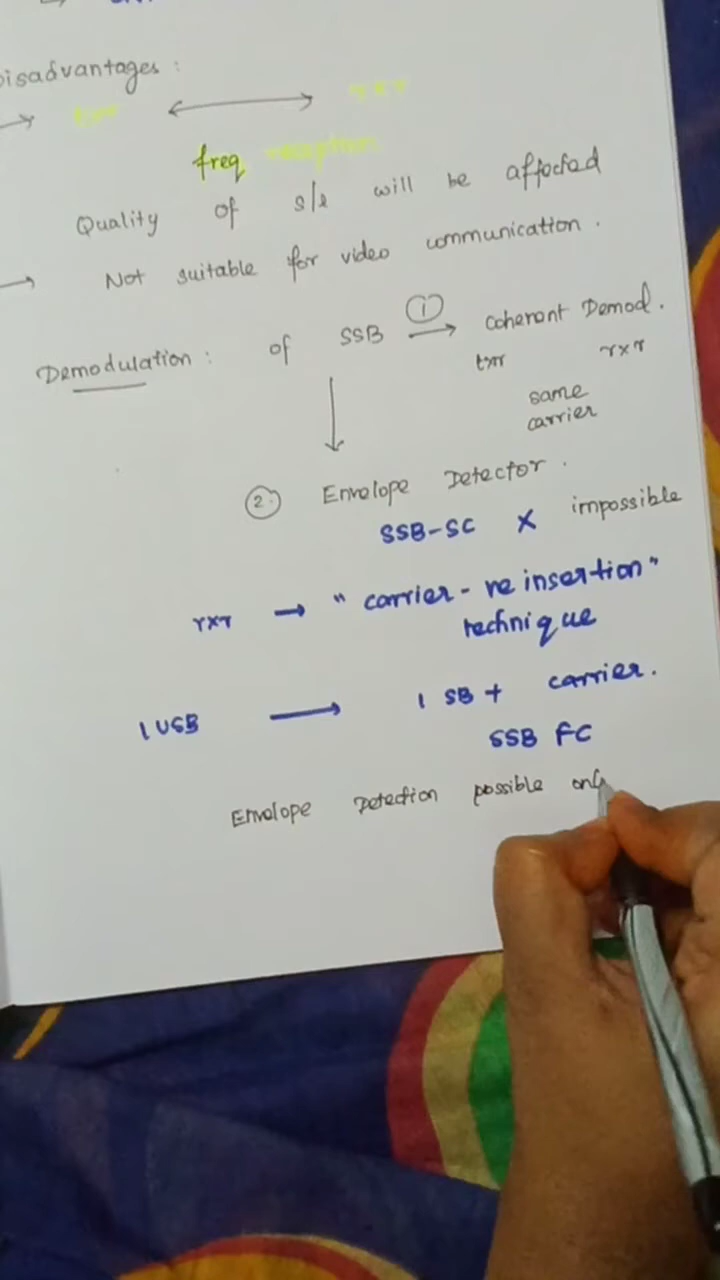 Disadvantages :
freq reception
Quality of s/l will be affected
Not suitable for video communication .
Demodulation : of SSB ① Coherent Demod .
txr rxr
same
carrier
② Envelope Detector .
SSB-SC X impossible
rxr → " carrier - re insertion "
technique
1 USB → 1 SB + carrier .
SSB FC
Envelope Detection possible only